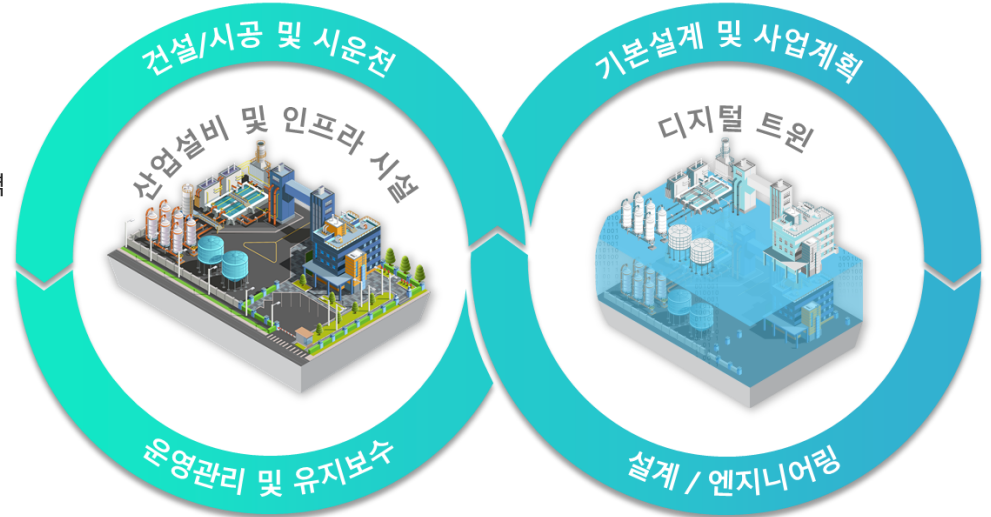 건설/시공 및 시운전
기본설계 및 사업계획
산업설비 및 인프라 시설
디지털 트윈
운영관리 및 유지보수
설계 / 엔지니어링